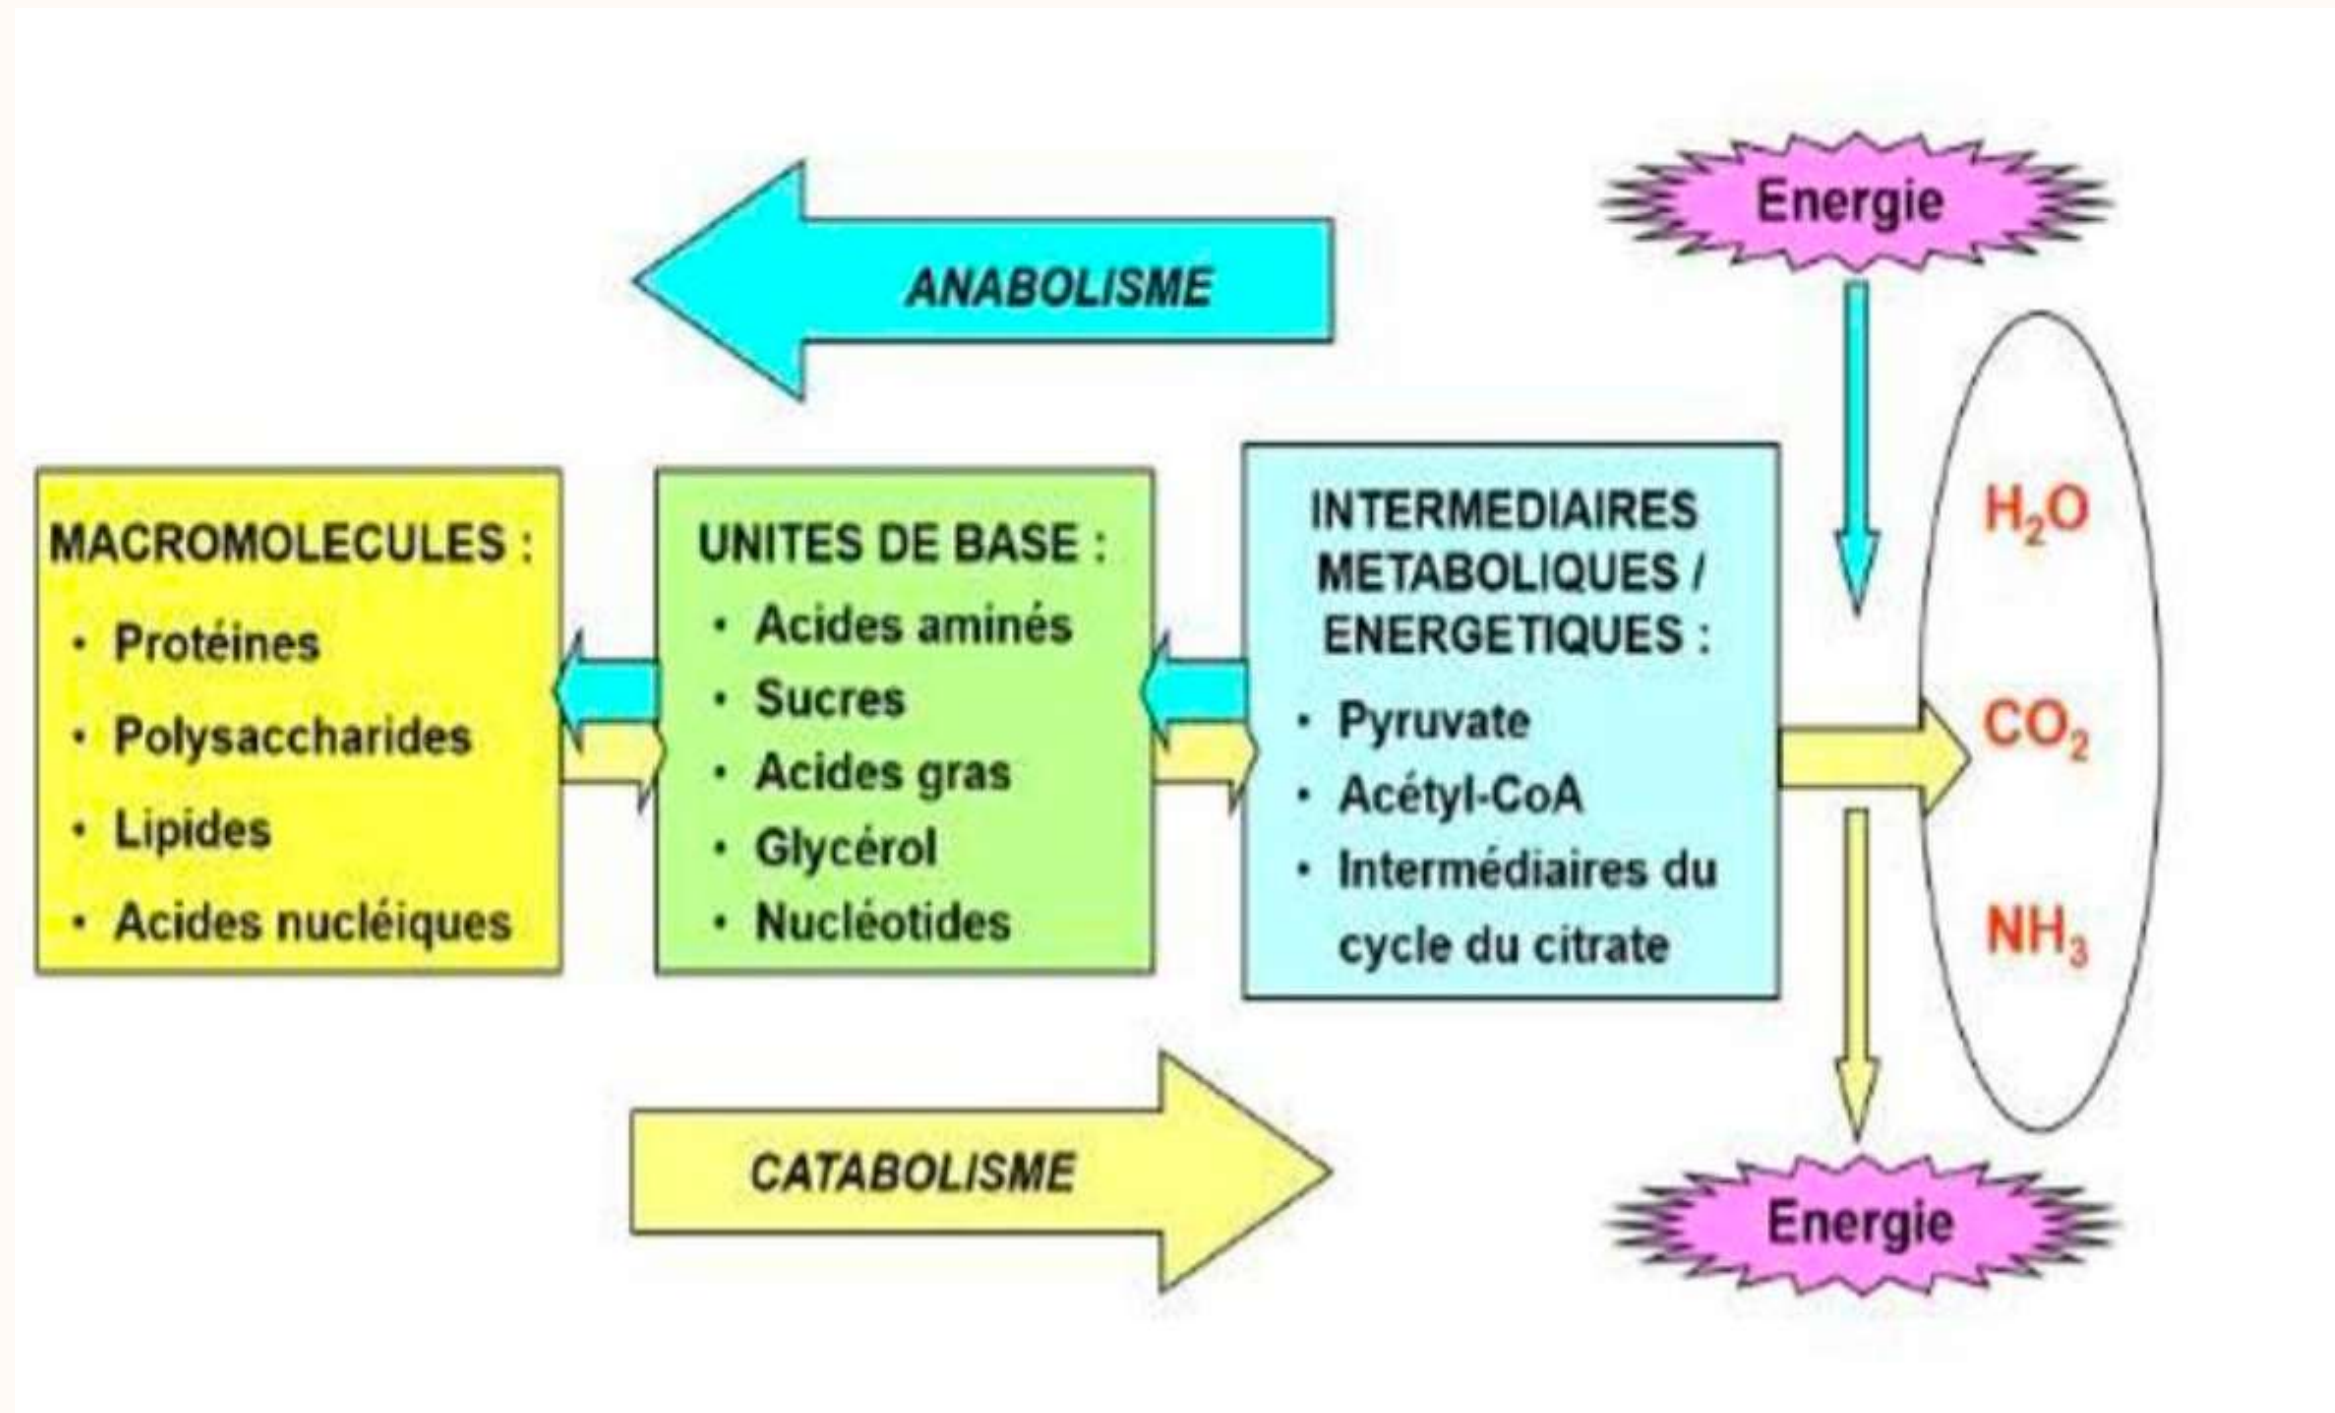 ANABOLISME
Energie
MACROMOLECULES :
• Protéines
• Polysaccharides
• Lipides
• Acides nucléiques
UNITES DE BASE :
• Acides aminés
• Sucres
• Acides gras
• Glycérol
• Nucléotides
INTERMEDIAIRES
METABOLIQUES /
ENERGETIQUES :
• Pyruvate
• Acétyl-CoA
• Intermédiaires du
cycle du citrate
H₂O
CO₂
NH₃
CATABOLISME
Energie